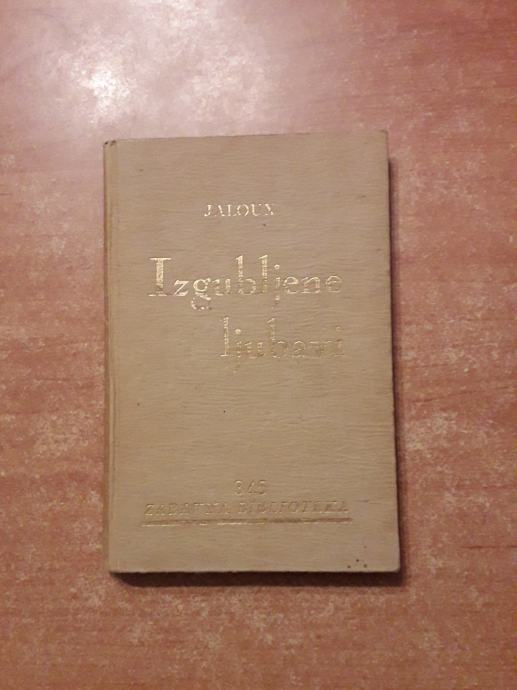 JALOUX
Izgubljene
ljubavi
345
ZABAVNA BIBLIOTEKA